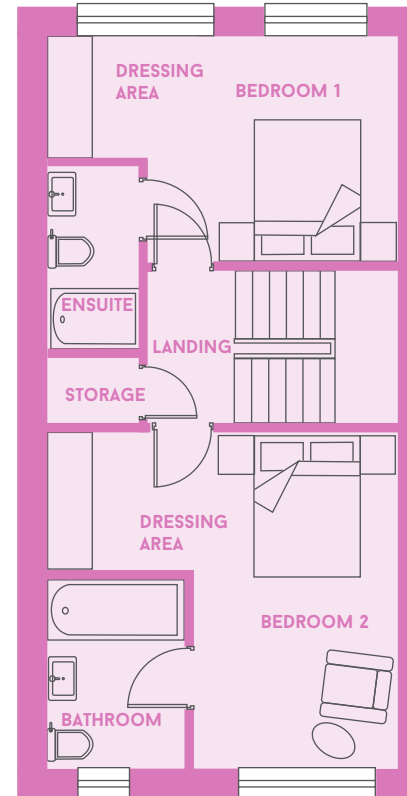 DRESSING
AREA
BEDROOM 1
ENSUITE
LANDING
STORAGE
DRESSING
AREA
BEDROOM 2
BATHROOM